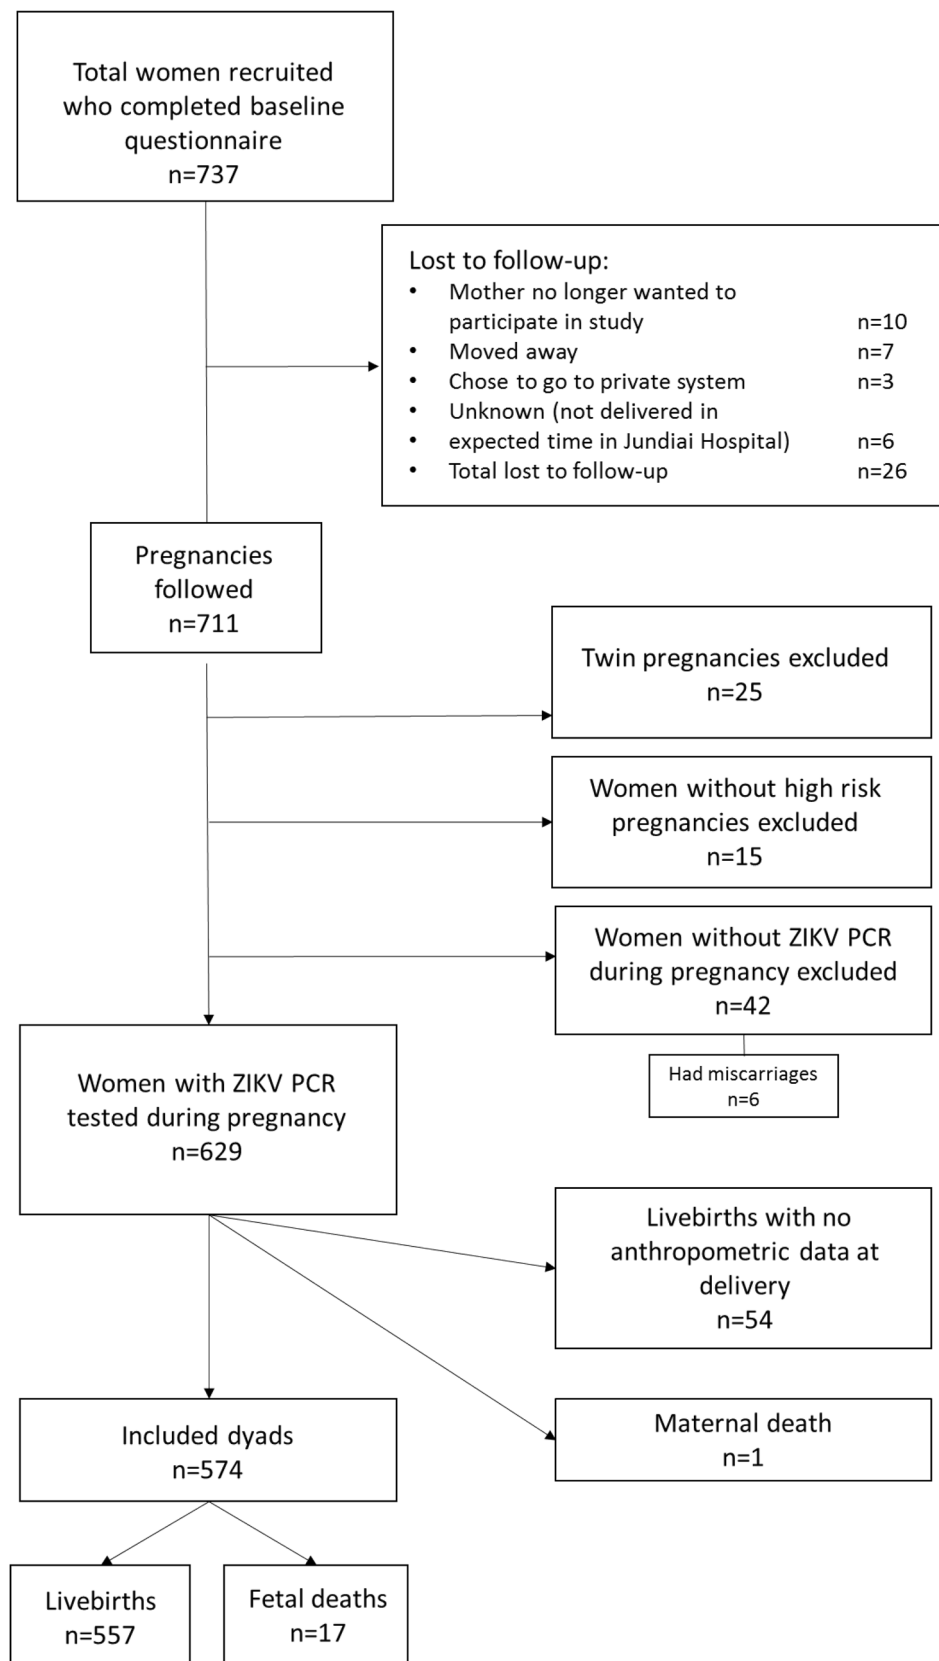 Total women recruited
who completed baseline
questionnaire
n=737
Lost to follow-up:
• Mother no longer wanted to
participate in study n=10
• Moved away n=7
• Chose to go to private system n=3
• Unknown (not delivered in
• expected time in Jundiai Hospital) n=6
• Total lost to follow-up n=26
Pregnancies
followed
n=711
Twin pregnancies excluded
n=25
Women without high risk
pregnancies excluded
n=15
Women without ZIKV PCR
during pregnancy excluded
n=42
Had miscarriages
n=6
Women with ZIKV PCR
tested during pregnancy
n=629
Livebirths with no
anthropometric data at
delivery
n=54
Maternal death
n=1
Included dyads
n=574
Livebirths
n=557
Fetal deaths
n=17